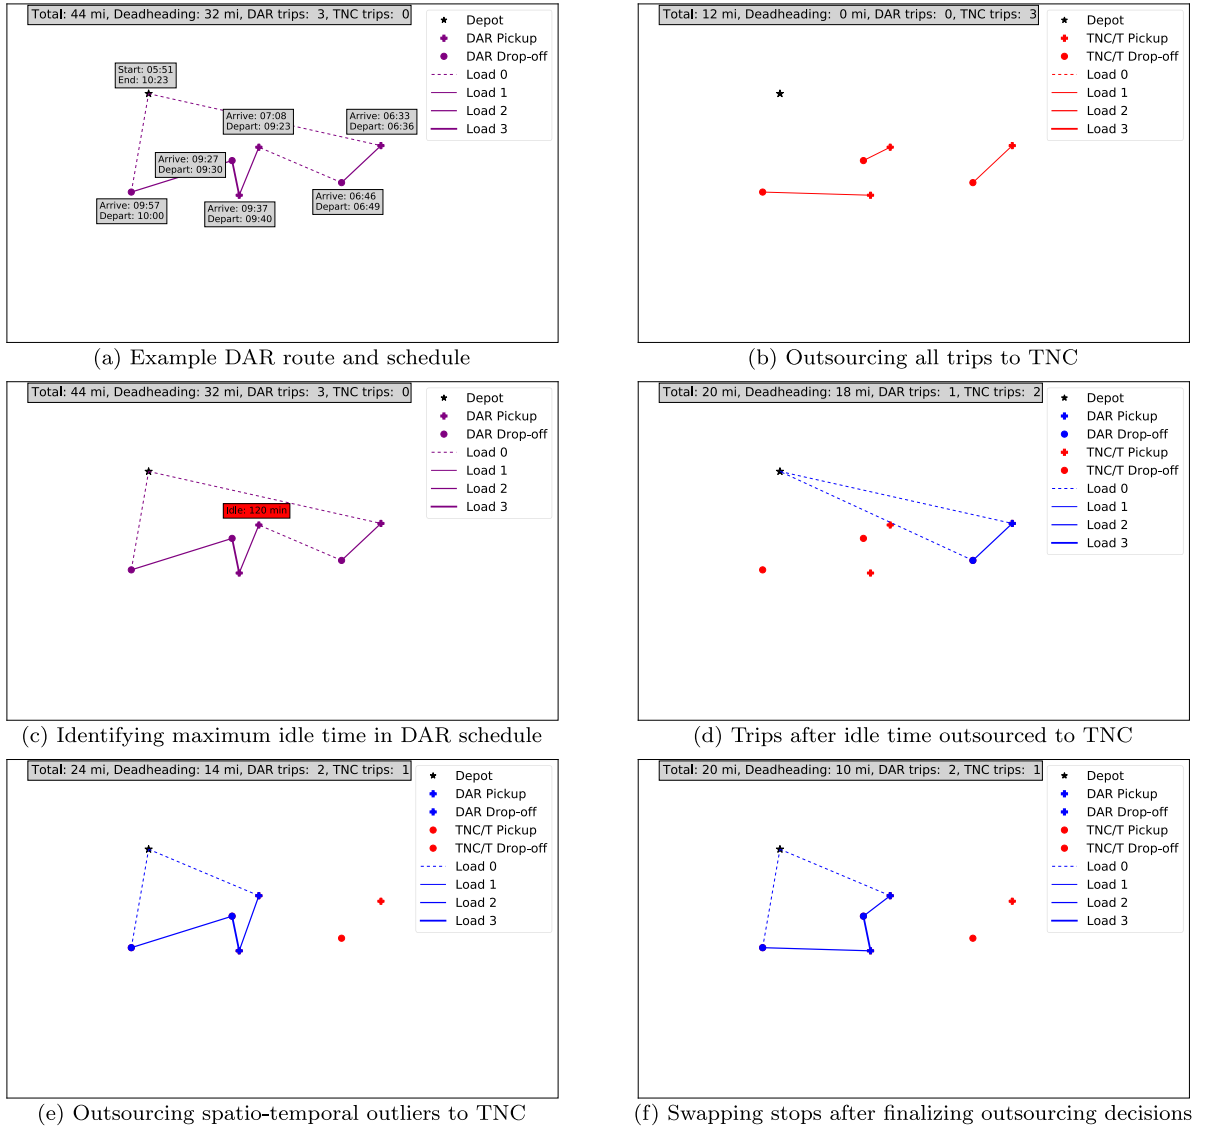 Total: 44 mi, Deadheading: 32 mi, DAR trips:  3, TNC trips:  0
Depot
DAR Pickup
DAR Drop-off
Load 0
Load 1
Load 2
Load 3
Start: 05:51
End: 10:23
Arrive: 07:08
Depart: 09:23
Arrive: 06:33
Depart: 06:36
Arrive: 09:27
Depart: 09:30
Arrive: 06:46
Depart: 06:49
Arrive: 09:57
Depart: 10:00
Arrive: 09:37
Depart: 09:40
(a) Example DAR route and schedule
Total: 12 mi, Deadheading:  0 mi, DAR trips:  0, TNC trips:  3
Depot
TNC/T Pickup
TNC/T Drop-off
Load 0
Load 1
Load 2
Load 3
(b) Outsourcing all trips to TNC
Total: 44 mi, Deadheading: 32 mi, DAR trips:  3, TNC trips:  0
Depot
DAR Pickup
DAR Drop-off
Load 0
Load 1
Load 2
Load 3
Idle: 120 min
(c) Identifying maximum idle time in DAR schedule
Total: 20 mi, Deadheading: 18 mi, DAR trips:  1, TNC trips:  2
Depot
DAR Pickup
DAR Drop-off
TNC/T Pickup
TNC/T Drop-off
Load 0
Load 1
Load 2
Load 3
(d) Trips after idle time outsourced to TNC
Total: 24 mi, Deadheading: 14 mi, DAR trips:  2, TNC trips:  1
Depot
DAR Pickup
DAR Drop-off
TNC/T Pickup
TNC/T Drop-off
Load 0
Load 1
Load 2
Load 3
(e) Outsourcing spatio-temporal outliers to TNC
Total: 20 mi, Deadheading: 10 mi, DAR trips:  2, TNC trips:  1
Depot
DAR Pickup
DAR Drop-off
TNC/T Pickup
TNC/T Drop-off
Load 0
Load 1
Load 2
Load 3
(f) Swapping stops after finalizing outsourcing decisions